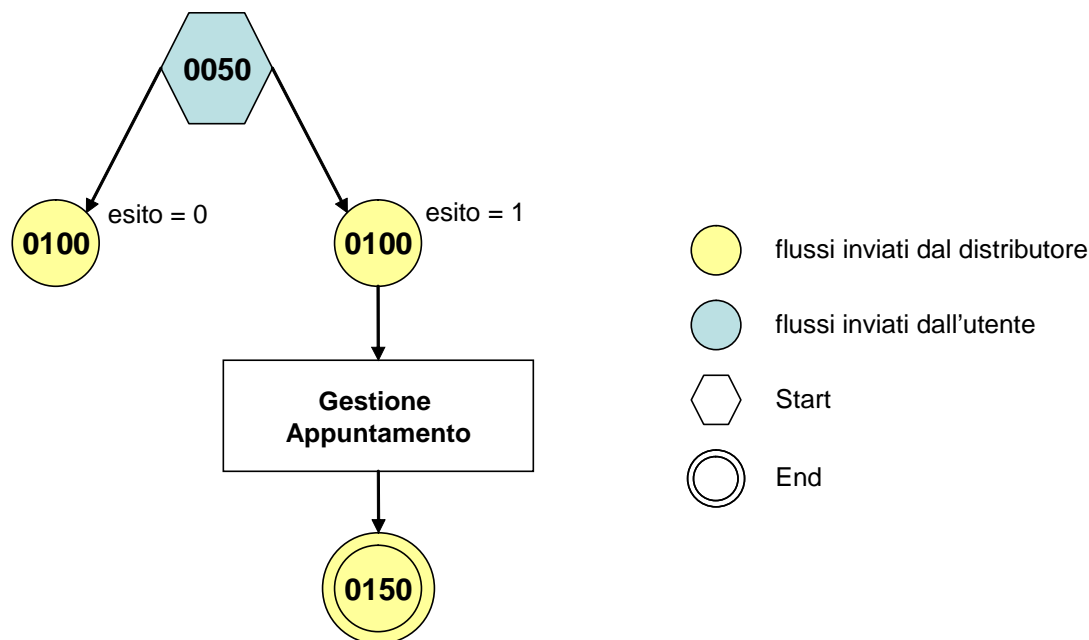 0050
esito = 0
esito = 1
0100
0100
Gestione
Appuntamento
0150
flussi inviati dal distributore
flussi inviati dall'utente
Start
End